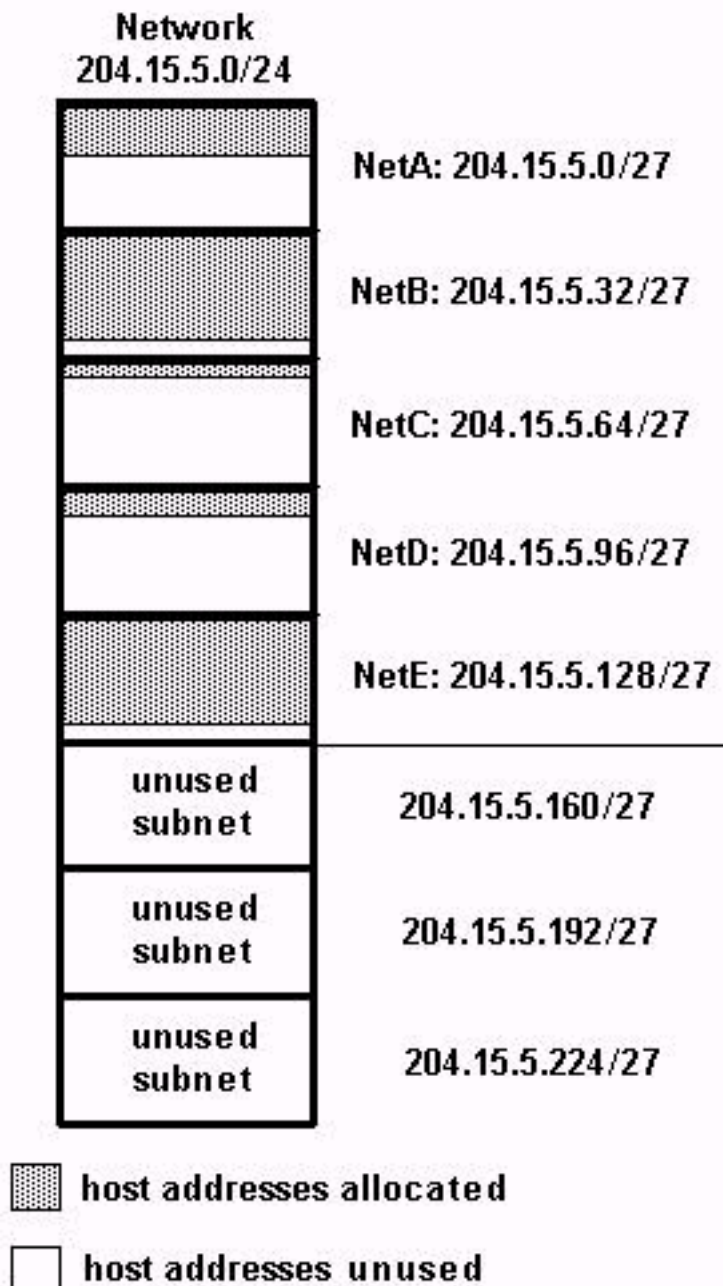 Network
204.15.5.0/24
NetA: 204.15.5.0/27
NetB: 204.15.5.32/27
NetC: 204.15.5.64/27
NetD: 204.15.5.96/27
NetE: 204.15.5.128/27
unused
subnet
204.15.5.160/27
unused
subnet
204.15.5.192/27
unused
subnet
204.15.5.224/27
host addresses allocated
host addresses unused